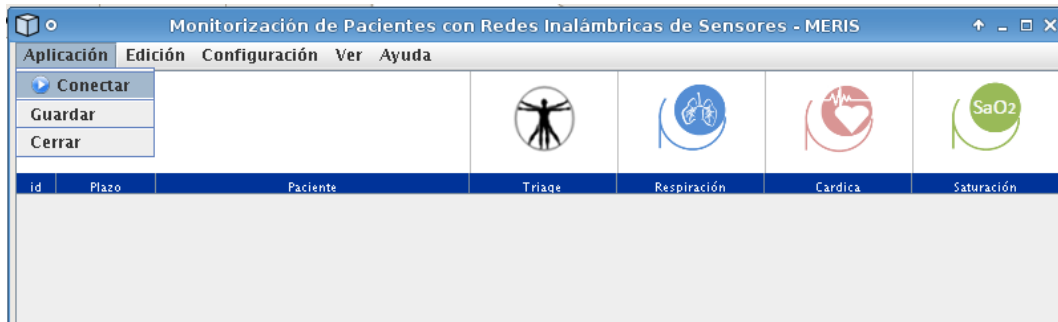 Monitorización de Pacientes con Redes Inalámbricas de Sensores - MERIS
Aplicación Edición Configuración Ver Ayuda
Conectar
Guardar
Cerrar
SaO2
id Plazo Paciente Triage Respiración Cardica Saturación